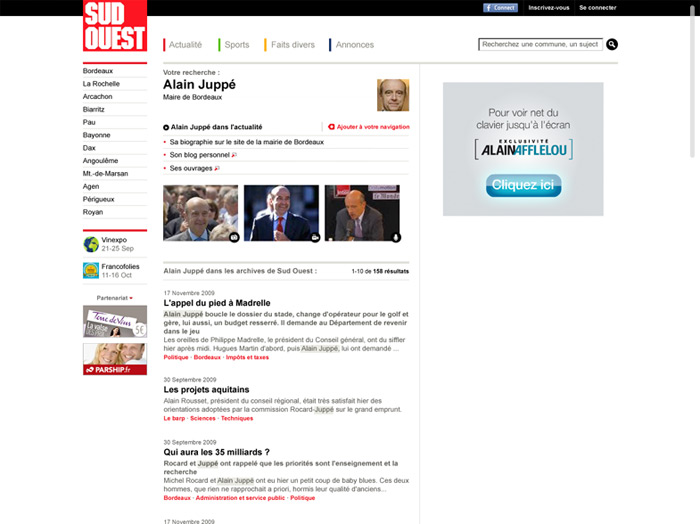 Connect
Inscrivez-vous
Se connecter
SUD
OUEST
Actualité
Sports
Faits divers
Annonces
Recherchez une commune, un suject
Bordeaux
La Rochelle
Arcachon
Biarritz
Pau
Bayonne
Dax
Angoulême
Mt.-de-Marsan
Agen
Périgueux
Royan
Vinexpo
21-25 Sep
Francofolies
11-16 Oct
Partenariat
Terre de Vins
La valse
5€
PARSHIP.fr
Votre recherche :
Alain Juppé
Maire de Bordeaux
Alain Juppé dans l'actualité
Ajouter à votre navigation
Sa biographie sur le site de la mairie de Bordeaux
Son blog personnel
Ses ouvrages
le Monde
Alain Juppé dans les archives de Sud Ouest :
1-10 de 158 résultats
17 Novembre 2009
L'appel du pied à Madrelle
Alain Juppé boucle le dossier du stade, change d'opérateur pour le golf et
gère, lui aussi, un budget resserré. Il demande au Département de revenir
dans le jeu
Les oreilles de Philippe Madrelle, le président du Conseil général, ont du siffler
hier après midi. Hugues Martin d'abord, puis Alain Juppé, lui ont demandé ...
Politique - Bordeaux - Impôts et taxes
30 Septembre 2009
Les projets aquitains
Alain Rousset, président du conseil régional, était très satisfait hier des
orientations adoptées par la commission Rocard-Juppé sur le grand emprunt.
Le barp - Sciences - Techniques
30 Septembre 2009
Qui aura les 35 milliards ?
Rocard et Juppé ont rappelé que les priorités sont l'enseignement et la
recherche
Michel Rocard et Alain Juppé ont eu hier un petit coup de baby blues. Ces deux
hommes, que rien ne rapprochait a priori, hormis leur qualité d'anciens...
Bordeaux - Administration et service public - Politique
17 Novembre 2009
Pour voir net du
clavier jusqu'à l'écran
EXCLUSIVITÉ
[ALAINAFFLELOU]
Cliquez ici